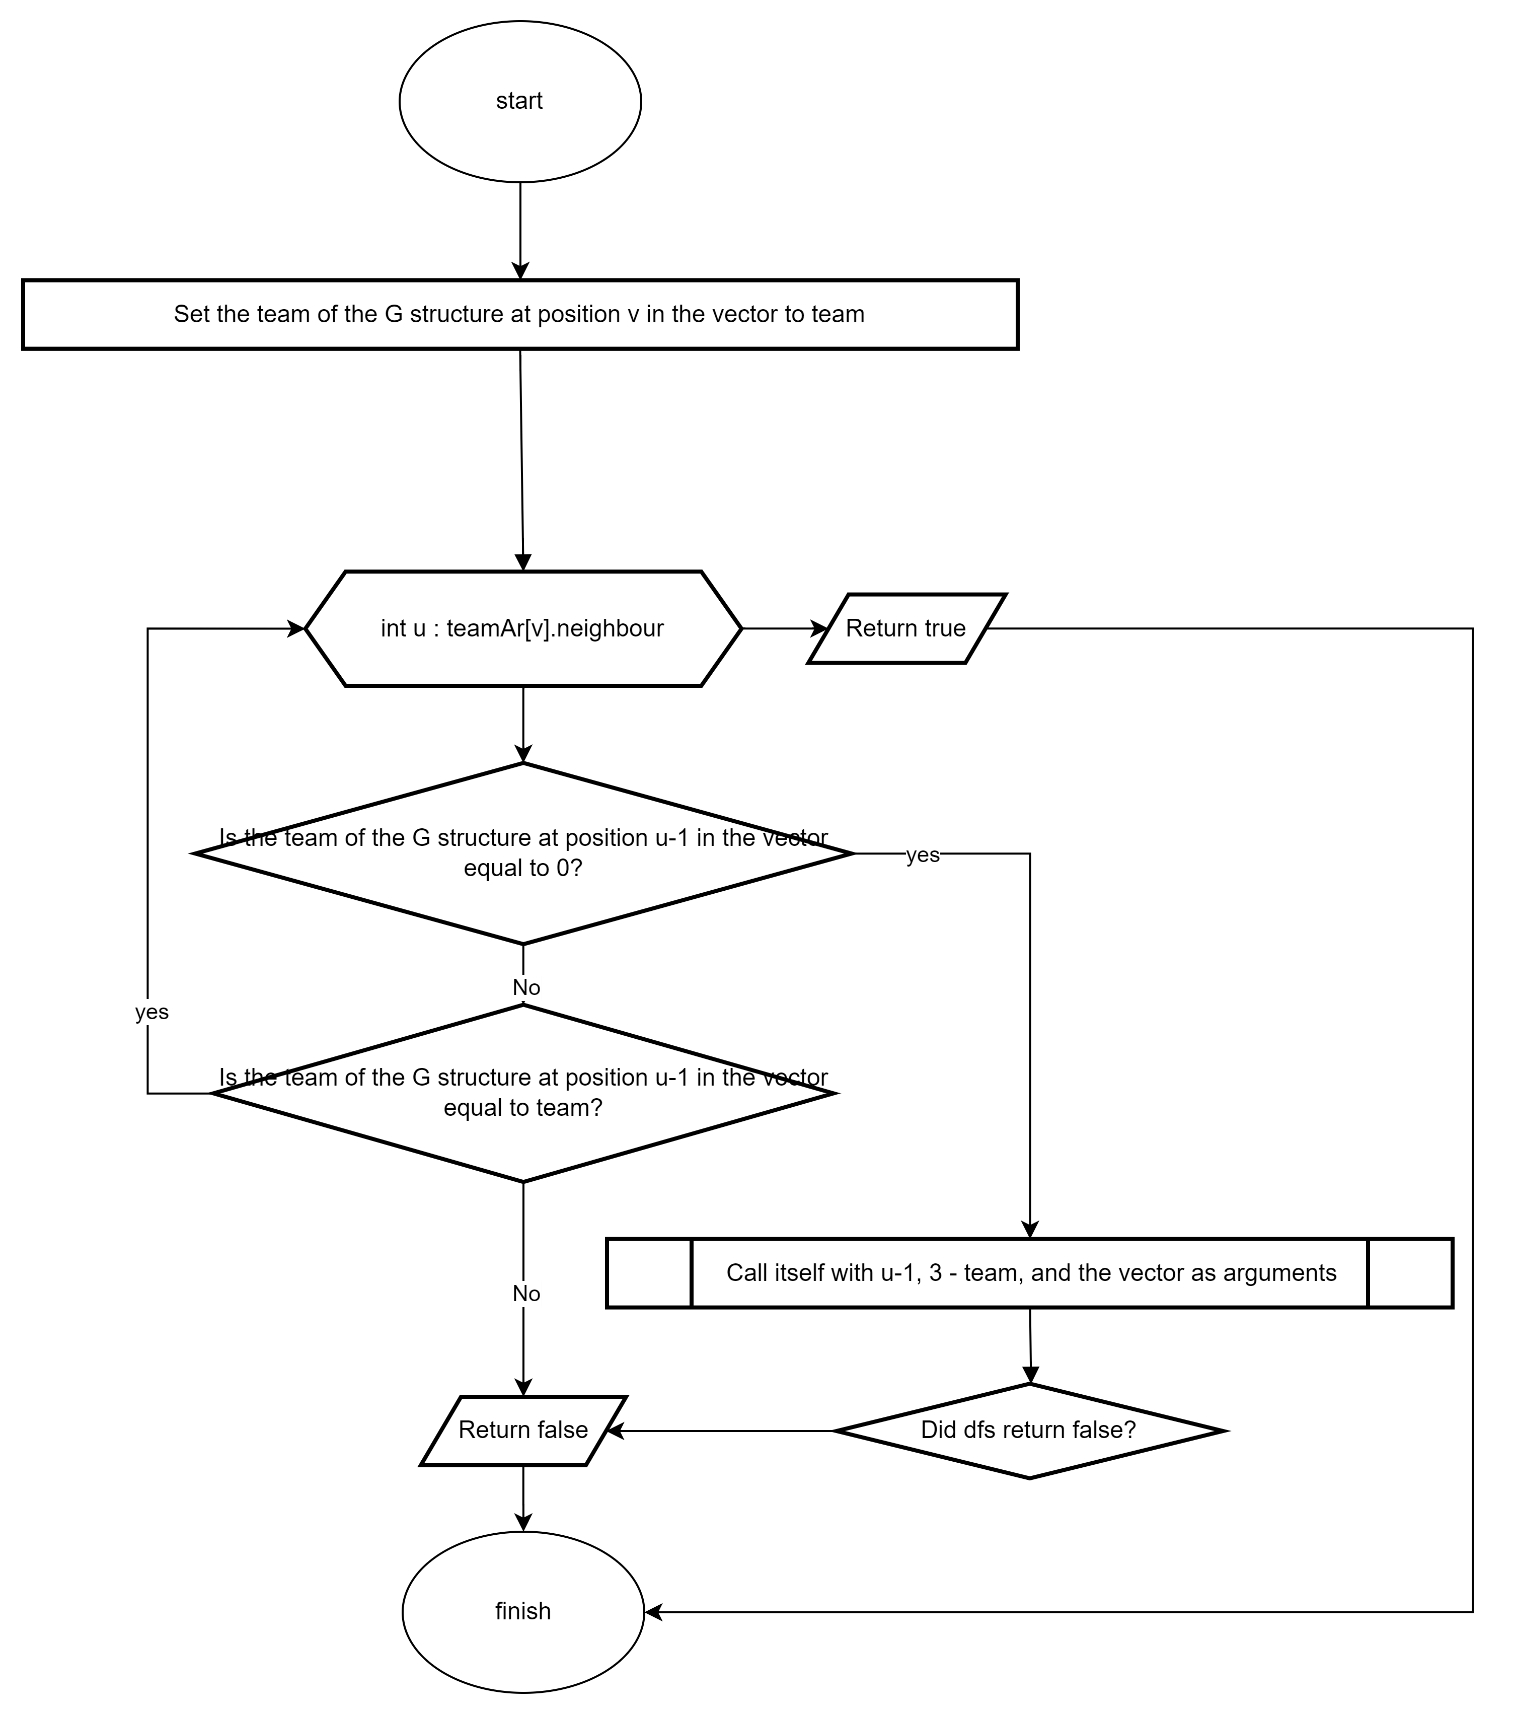 start
Set the team of the G structure at position v in the vector to team
int u : teamAr[v].neighbour
Return true
Is the team of the G structure at position u-1 in the vector
equal to 0?
yes
No
yes
Is the team of the G structure at position u-1 in the vector
equal to team?
Call itself with u-1, 3 - team, and the vector as arguments
No
Return false
Did dfs return false?
finish